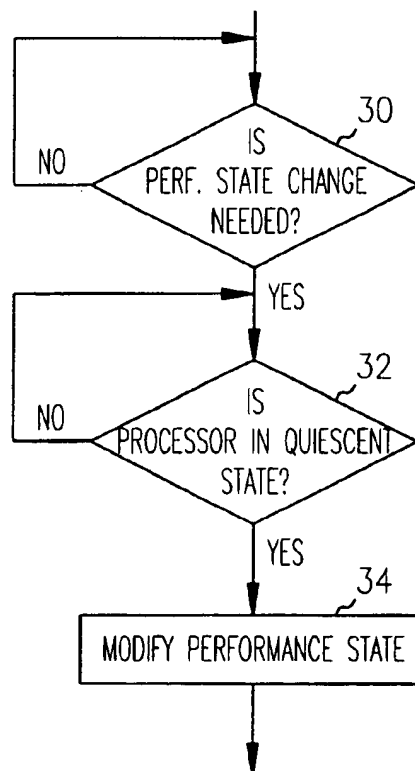 30
IS
PERF. STATE CHANGE
NEEDED?
NO
YES
32
IS
PROCESSOR IN QUIESCENT
STATE?
NO
YES
34
MODIFY PERFORMANCE STATE